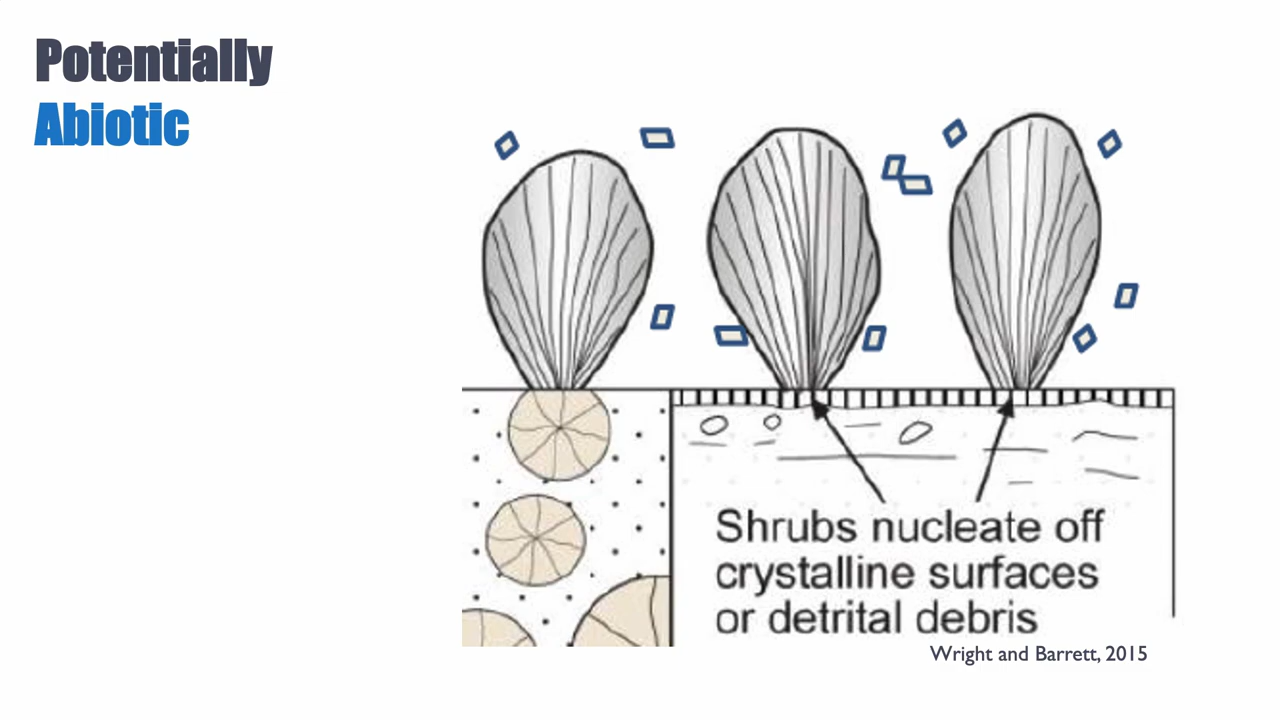 Potentially
Abiotic
Shrubs nucleate off
crystalline surfaces
or detrital debris
Wright and Barrett, 2015